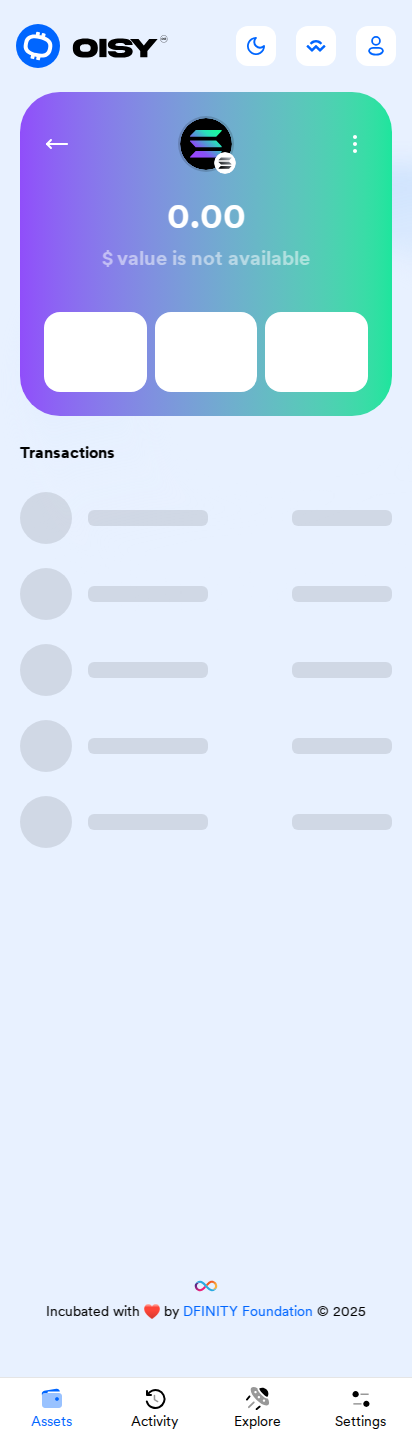 OISY
0.00
$ value is not available
Transactions
Incubated with ❤️ by DFINITY Foundation © 2025
Assets
Activity
Explore
Settings